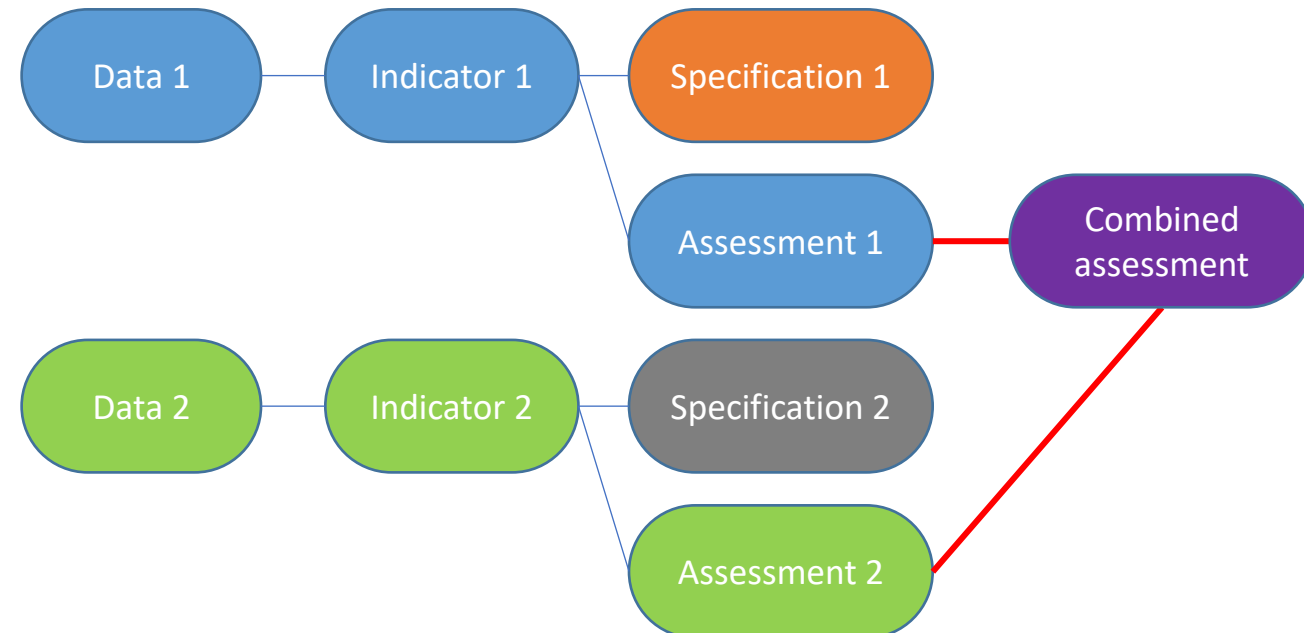 Data 1
Indicator 1
Specification 1
Assessment 1
Combined
assessment
Data 2
Indicator 2
Specification 2
Assessment 2